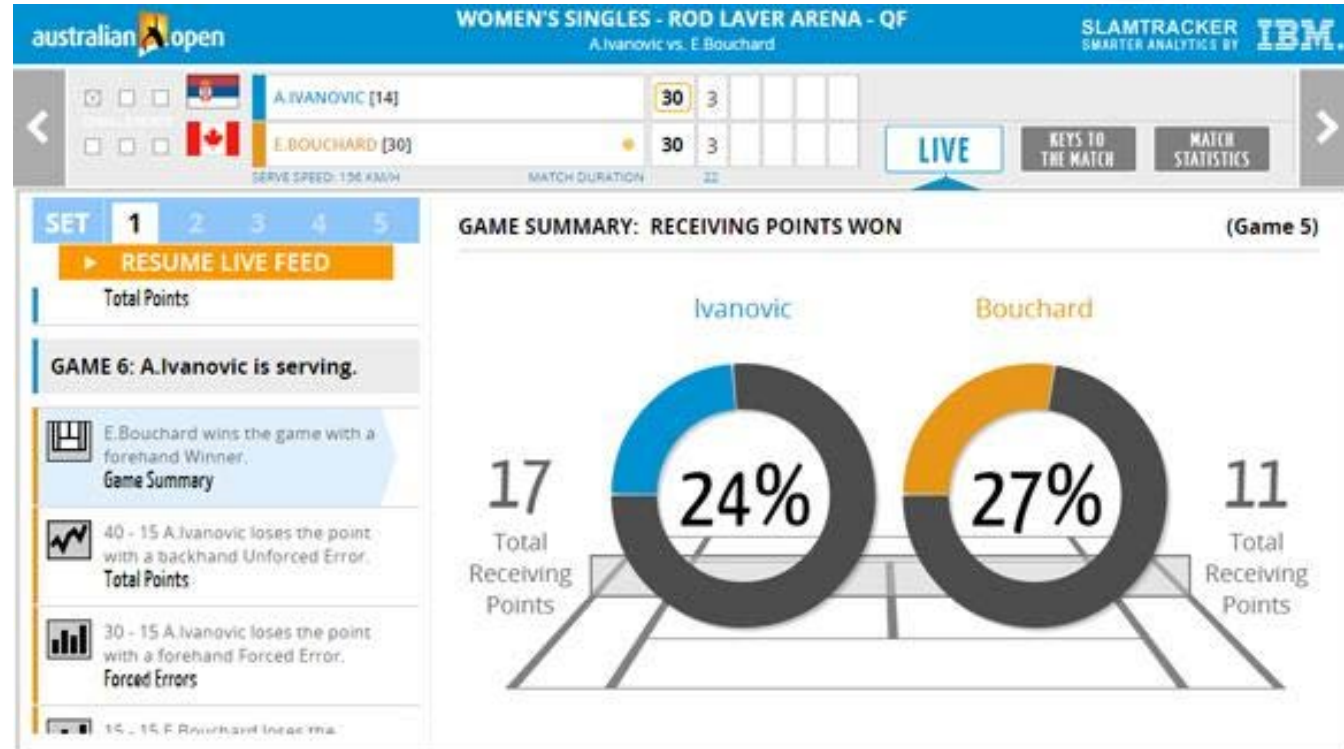 australian open
WOMEN'S SINGLES - ROD LAVER ARENA - QF
A.Ivanovic vs. E.Bouchard
SLAMTRACKER
SMARTER ANALYTICS BY
IBM.
A.IVANOVIC [14]
30 3
E.BOUCHARD [30]
30 3
SERVE SPEED: 156 KM/H
MATCH DURATION
22
LIVE
KEYS TO
THE MATCH
MATCH
STATISTICS
SET 1 2 3 4 5
RESUME LIVE FEED
Total Points
GAME 6: A.Ivanovic is serving.
E.Bouchard wins the game with a
forehand Winner.
Game Summary
40 - 15 A.Ivanovic loses the point
with a backhand Unforced Error.
Total Points
30 - 15 A.Ivanovic loses the point
with a forehand Forced Error.
Forced Errors
15 - 15 E.Bouchard loses the
GAME SUMMARY: RECEIVING POINTS WON
(Game 5)
Ivanovic
Bouchard
17
Total
Receiving
Points
24%
27%
11
Total
Receiving
Points